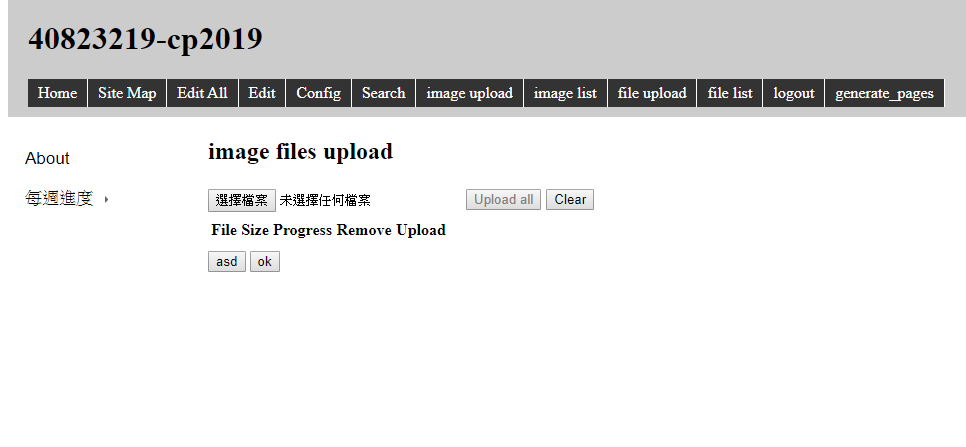 40823219-cp2019
Home Site Map Edit All Edit Config Search image upload image list file upload file list logout generate_pages
About
每週進度
image files upload
選擇檔案 未選擇任何檔案 Upload all Clear
File Size Progress Remove Upload
asd ok